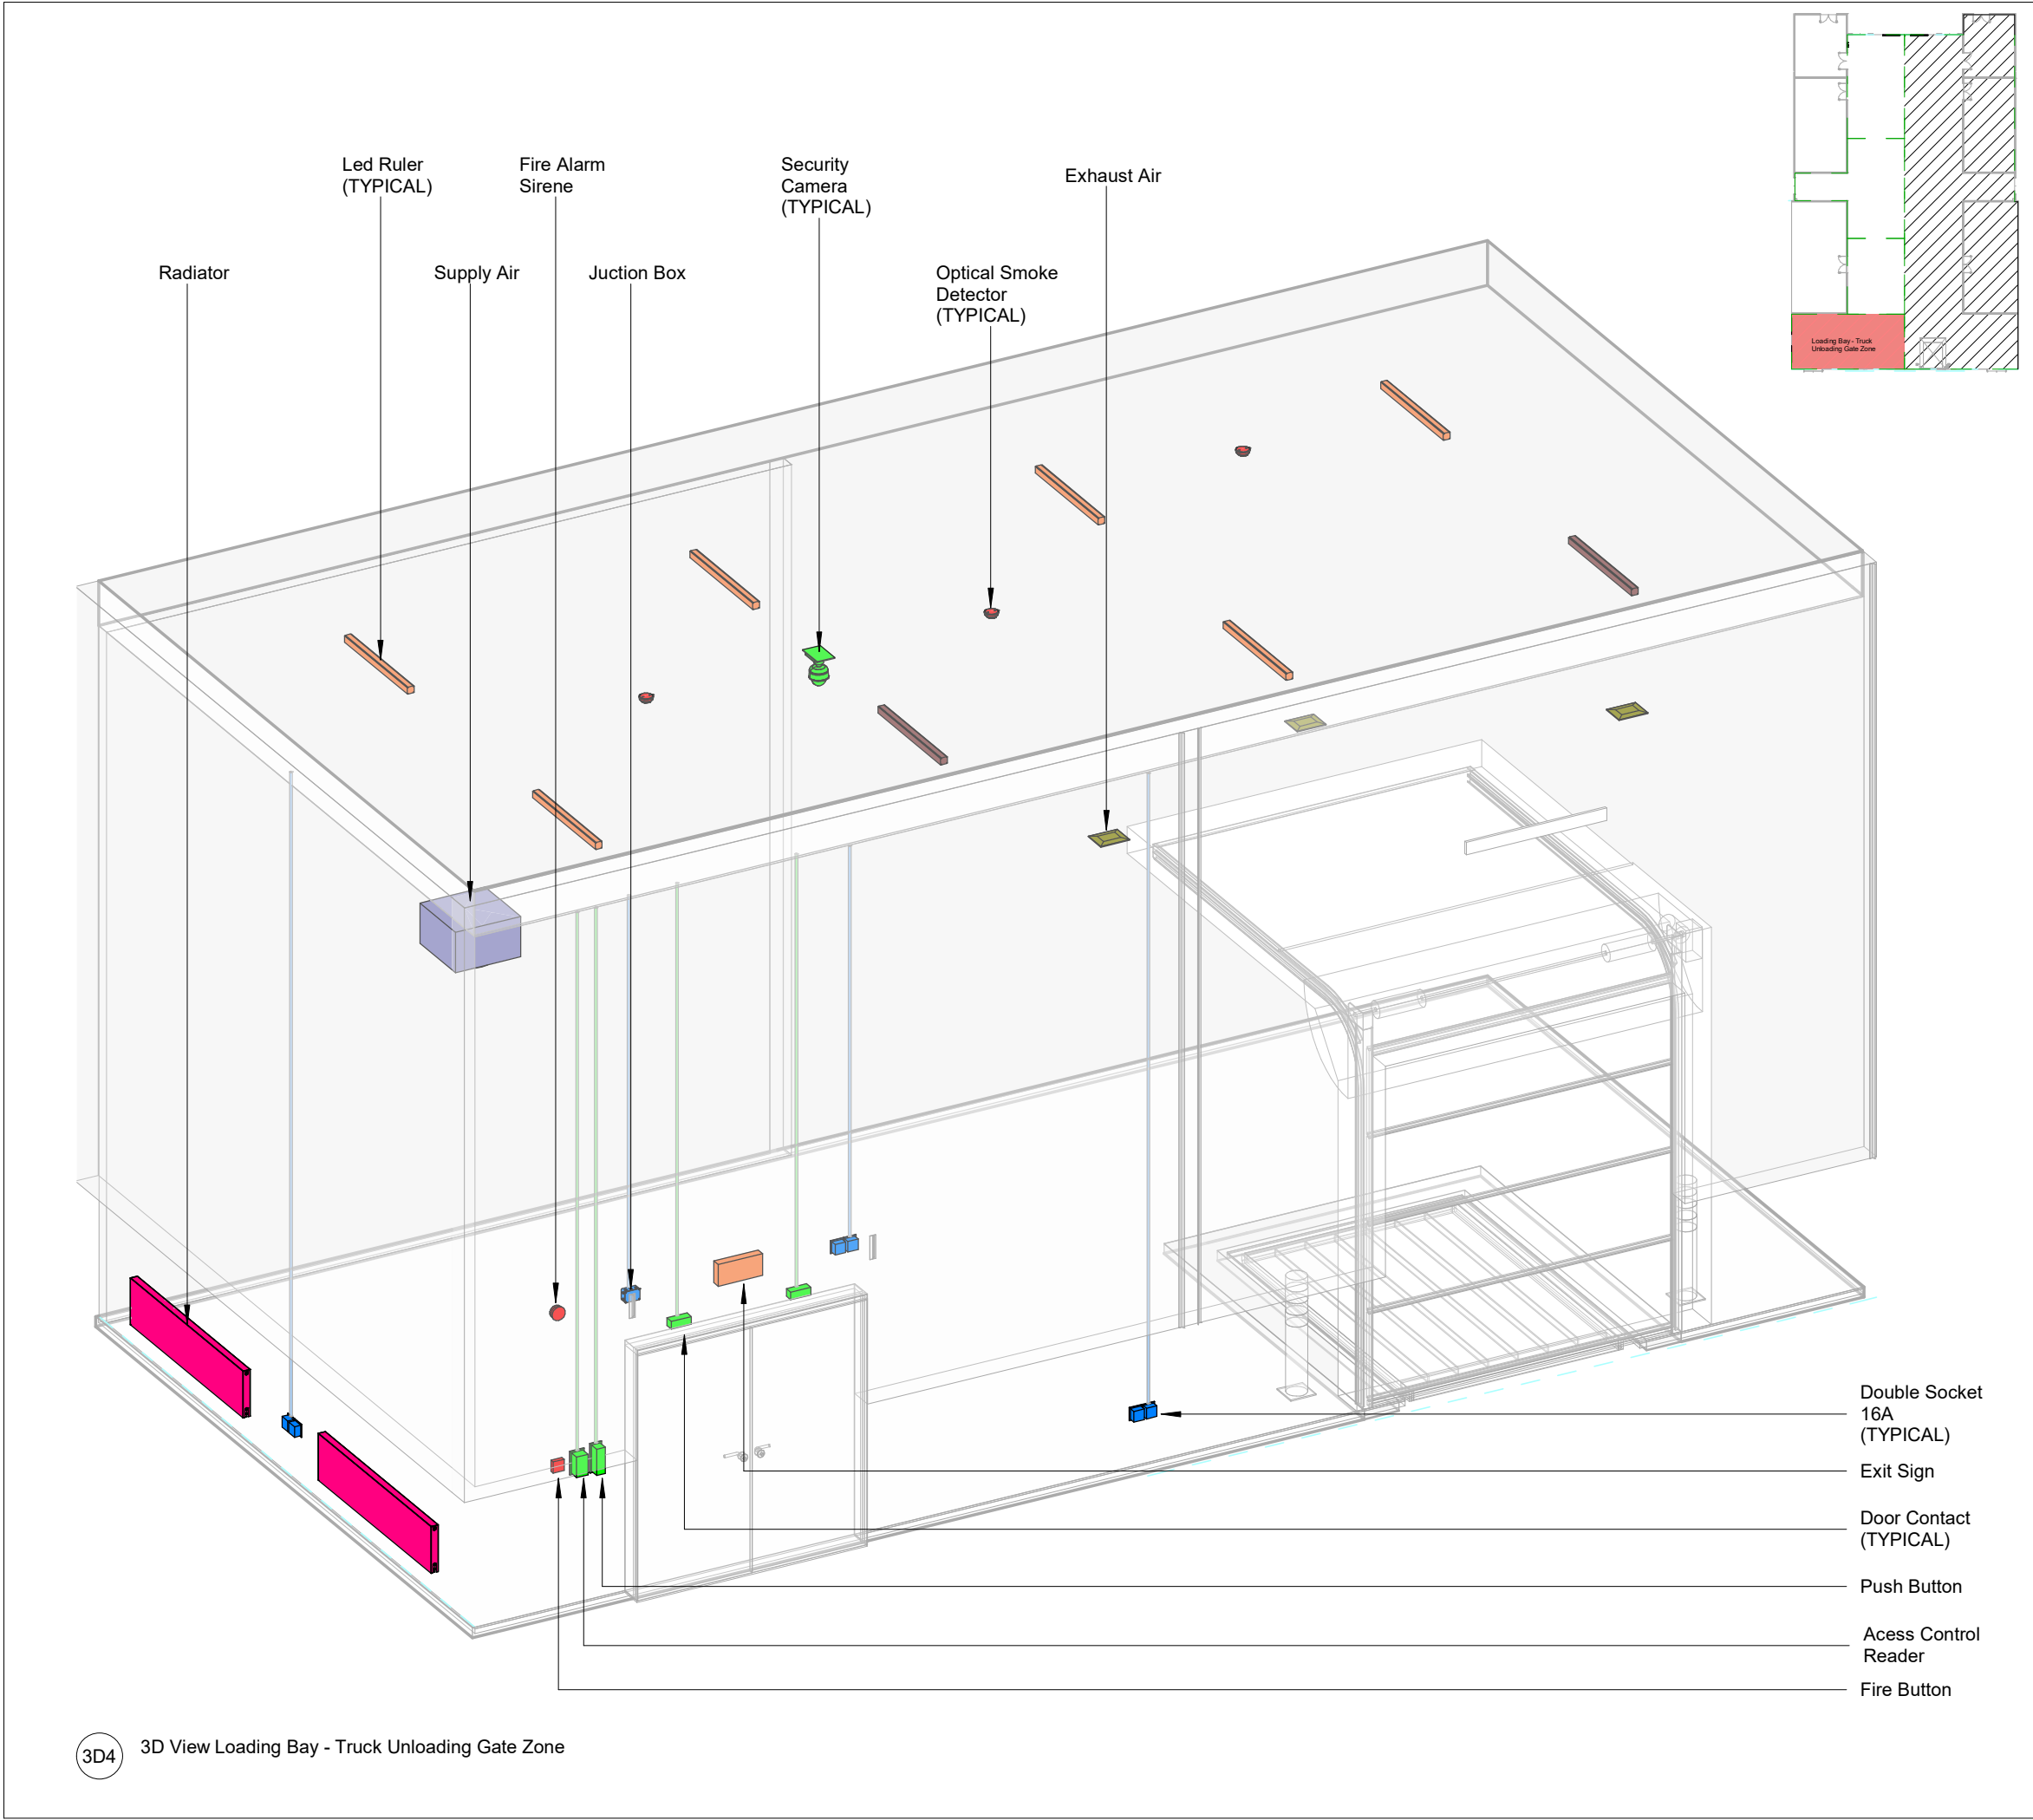 Led Ruler
(TYPICAL)
Fire Alarm
Sirene
Security
Camera
(TYPICAL)
Exhaust Air
Radiator
Supply Air
Juction Box
Optical Smoke
Detector
(TYPICAL)
Loading Bay - Truck
Unloading Gate Zone
Double Socket
16A
(TYPICAL)
Exit Sign
Door Contact
(TYPICAL)
Push Button
Acess Control
Reader
Fire Button
3D4
3D View Loading Bay - Truck Unloading Gate Zone